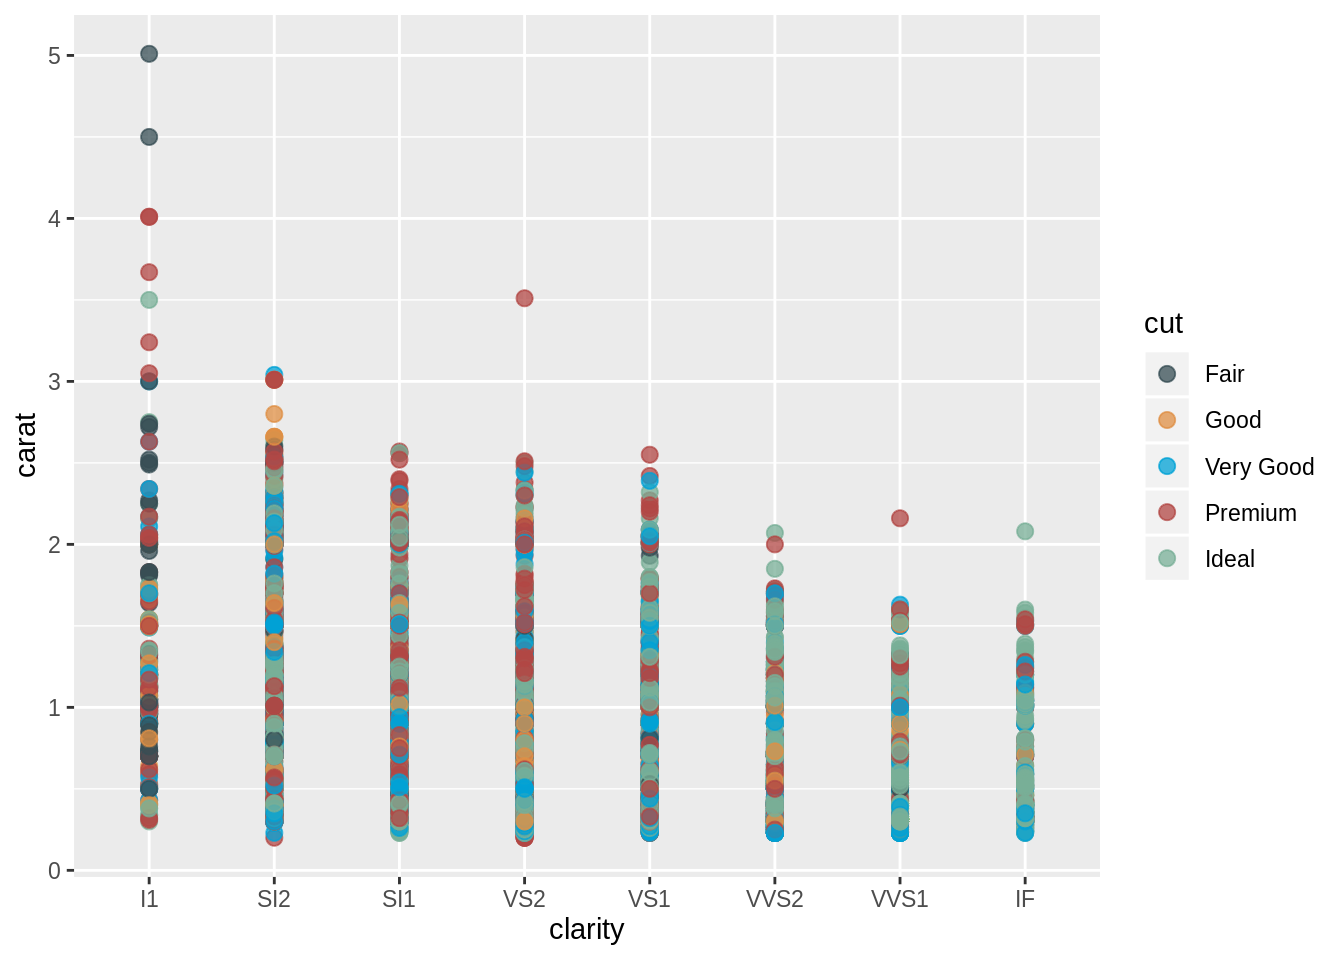 5
4
3
2
1
0
carat
I1 SI2 SI1 VS2 VS1 VVS2 VVS1 IF
clarity
cut
Fair
Good
Very Good
Premium
Ideal